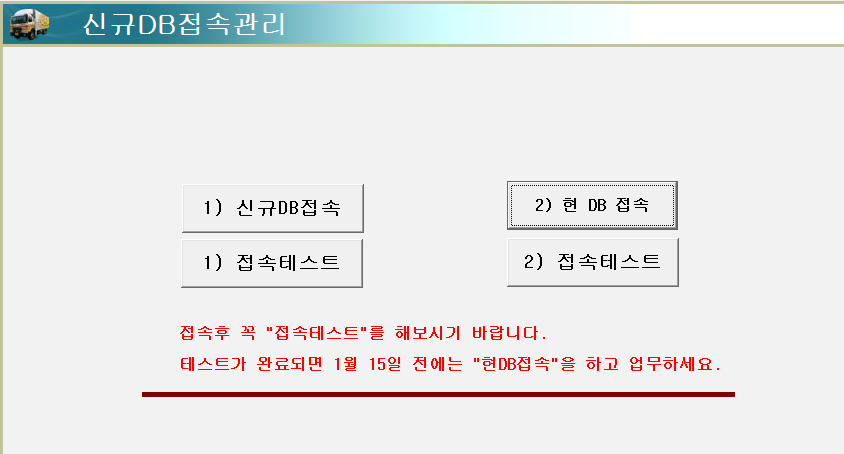 신규DB접속관리
1) 신규DB접속
2) 현 DB 접속
1) 접속테스트
2) 접속테스트
접속후 꼭 "접속테스트"를 해보시기 바랍니다.
테스트가 완료되면 1월 15일 전에는 "현DB접속"을 하고 업무하세요.